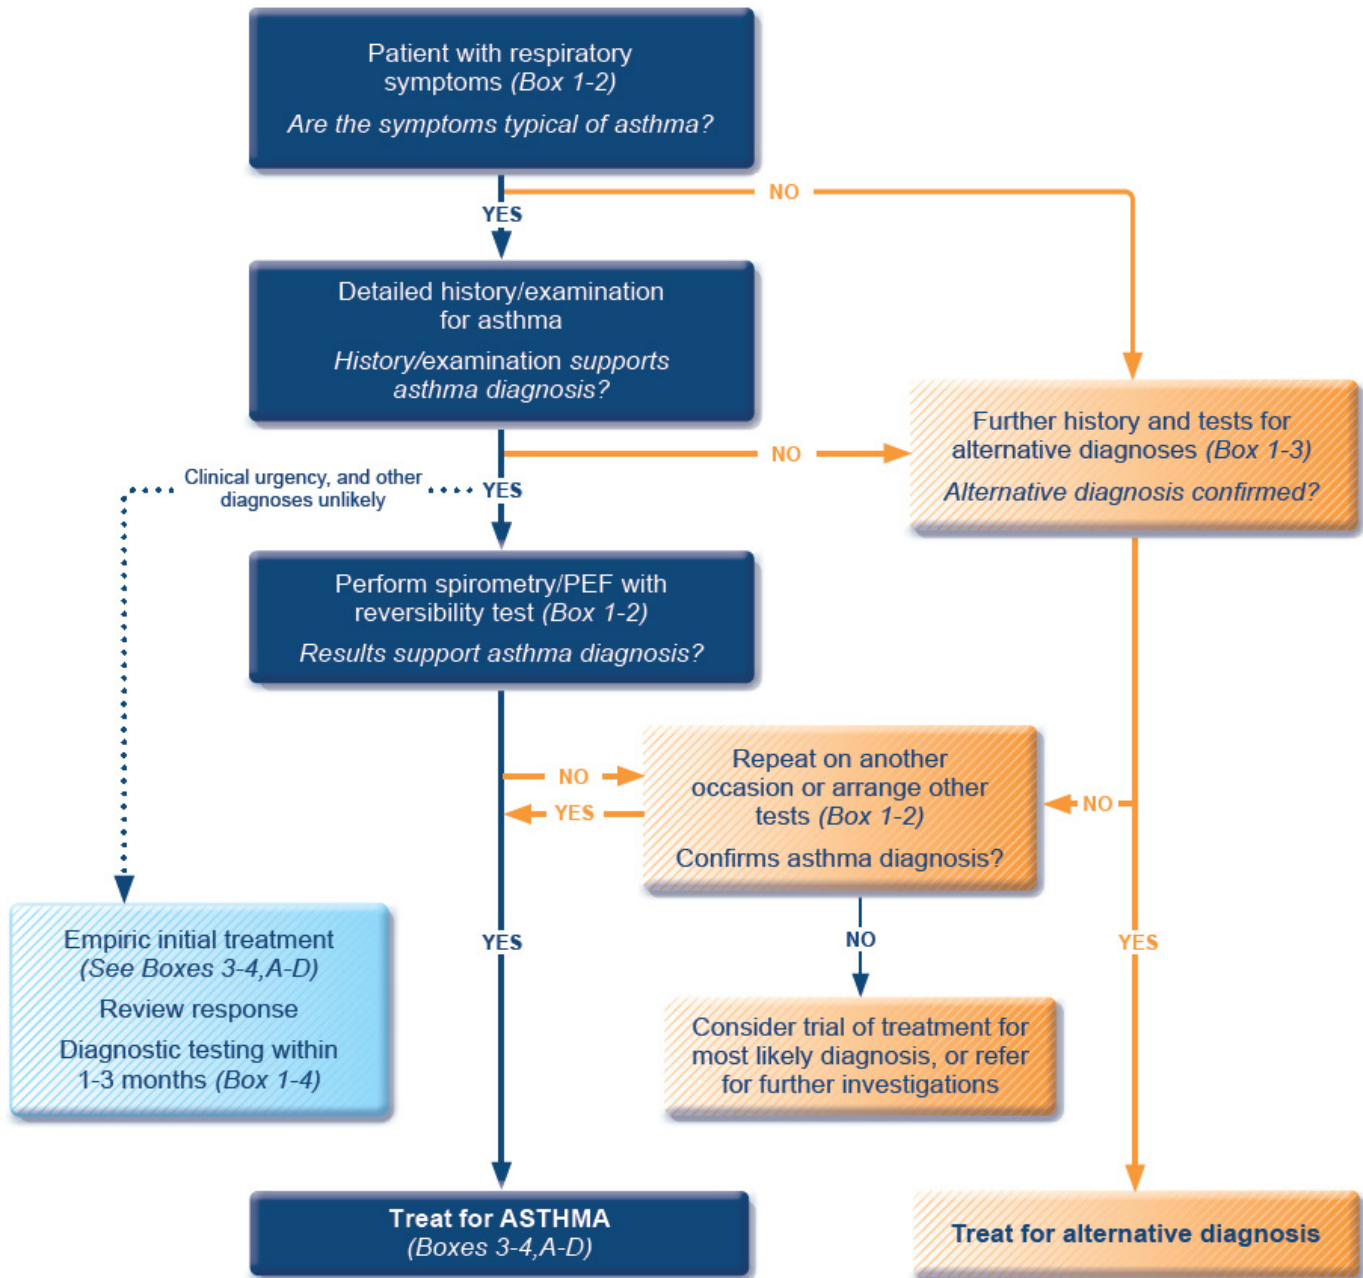 Patient with respiratory
symptoms (Box 1-2)
Are the symptoms typical of asthma?
NO
YES
Detailed history/examination
for asthma
History/examination supports
asthma diagnosis?
Further history and tests for
alternative diagnoses (Box 1-3)
Alternative diagnosis confirmed?
NO
Clinical urgency, and other
diagnoses unlikely
YES
Perform spirometry/PEF with
reversibility test (Box 1-2)
Results support asthma diagnosis?
Repeat on another
occasion or arrange other
tests (Box 1-2)
Confirms asthma diagnosis?
NO
YES
NO
Empiric initial treatment
(See Boxes 3-4,A-D)
Review response
Diagnostic testing within
1-3 months (Box 1-4)
YES
NO
YES
Consider trial of treatment for
most likely diagnosis, or refer
for further investigations
Treat for ASTHMA
(Boxes 3-4,A-D)
Treat for alternative diagnosis